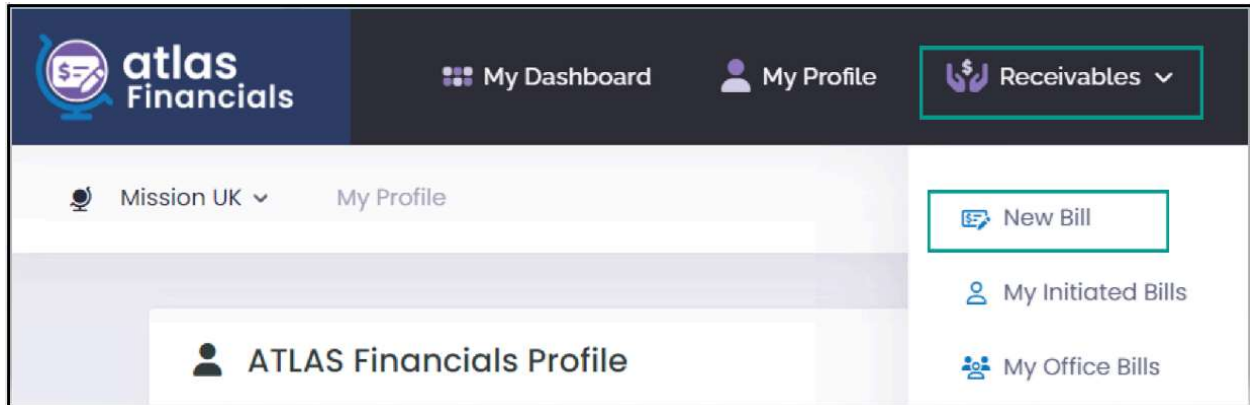 atlas
Financials
My Dashboard
My Profile
Receivables
Mission UK
My Profile
New Bill
My Initiated Bills
ATLAS Financials Profile
My Office Bills